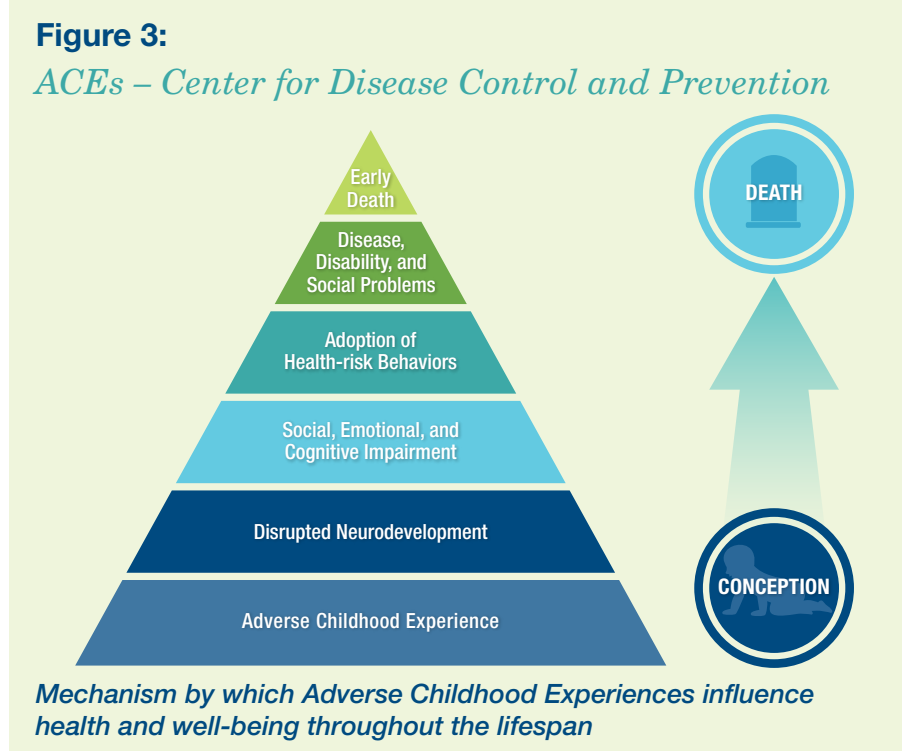 Figure 3:
ACEs – Center for Disease Control and Prevention
Early
Death
Disease,
Disability, and
Social Problems
Adoption of
Health-risk Behaviors
Social, Emotional, and
Cognitive Impairment
Disrupted Neurodevelopment
Adverse Childhood Experience
DEATH
CONCEPTION
Mechanism by which Adverse Childhood Experiences influence
health and well-being throughout the lifespan